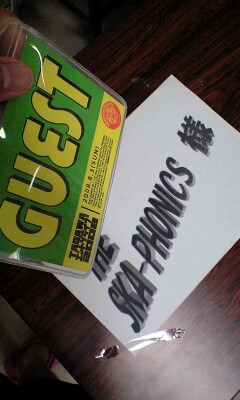 GUEST
2008.8.3(SUN)
THE
SKA-PHONICS 様